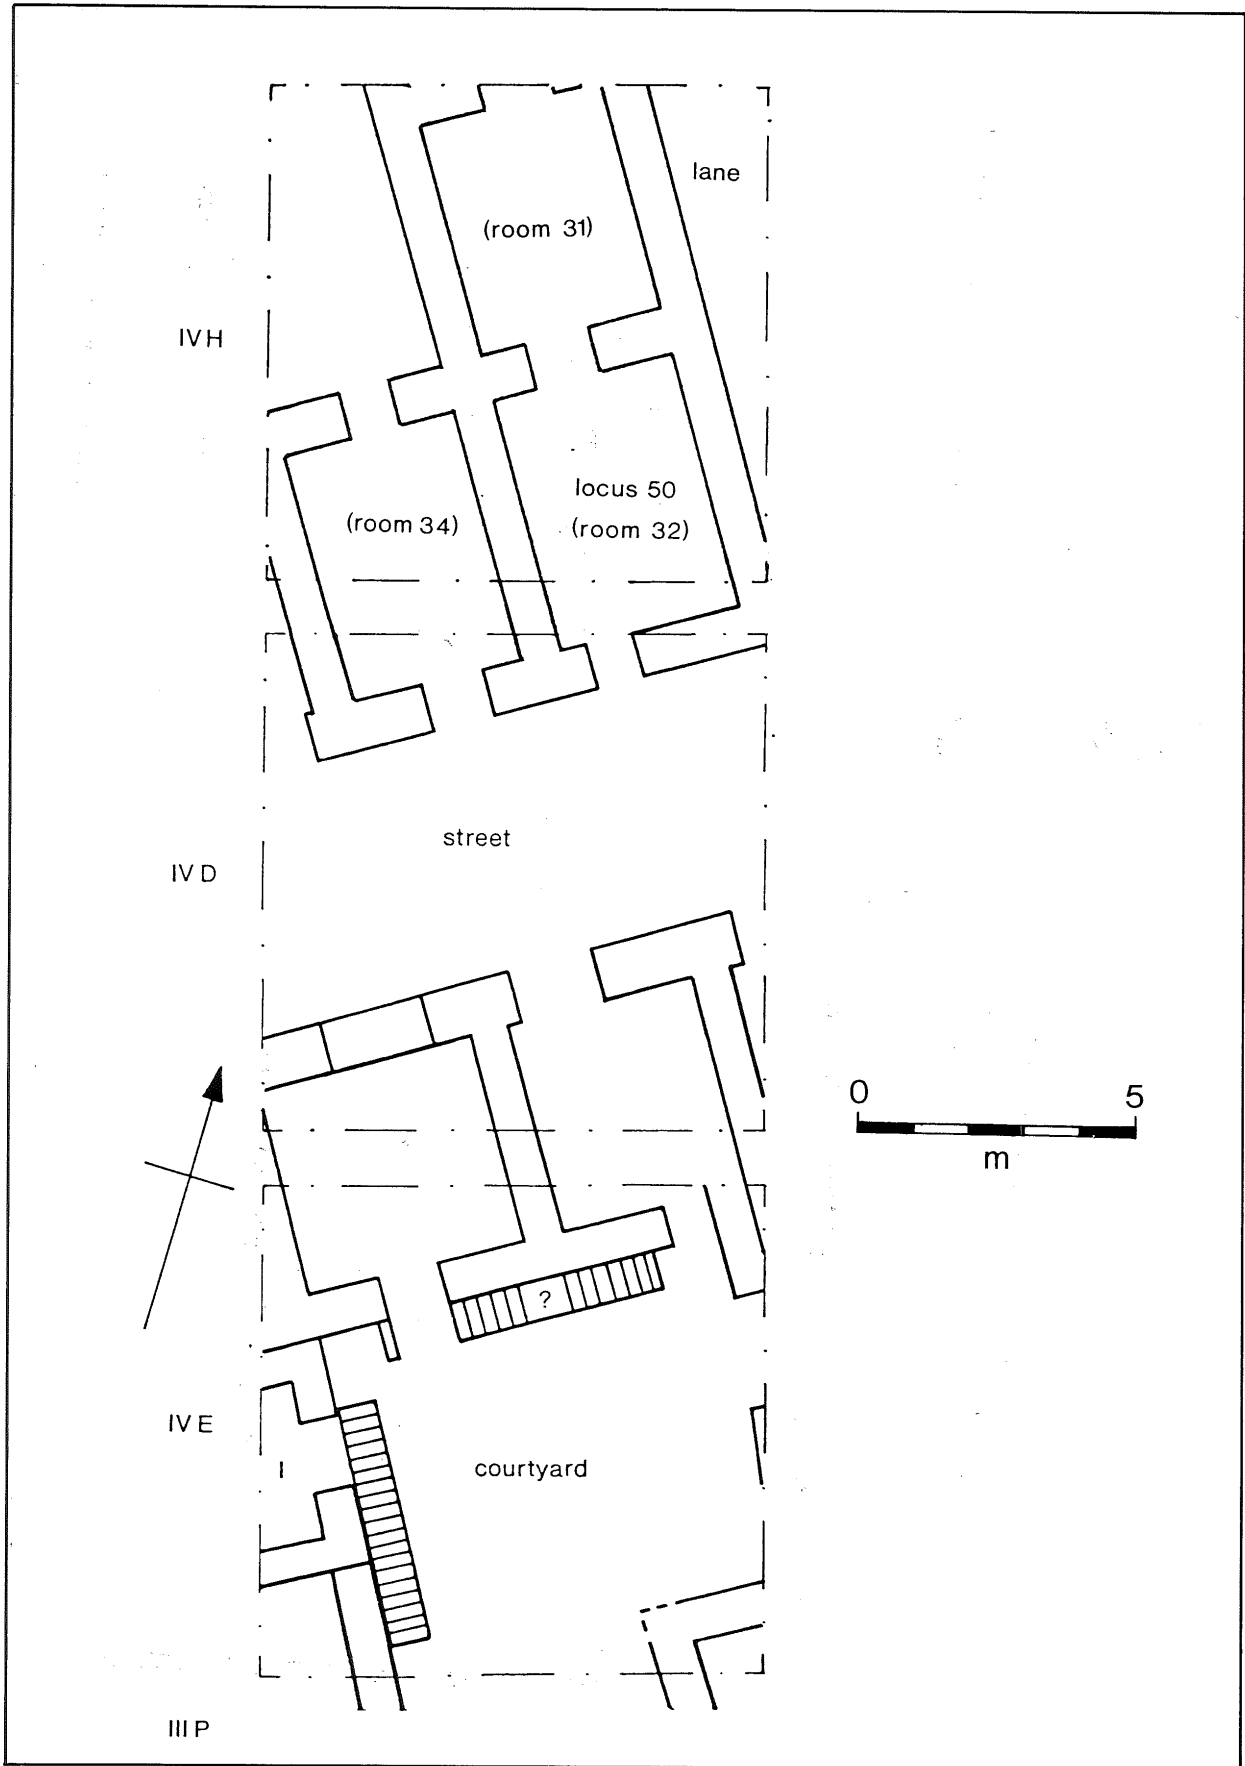 lane
(room 31)
IV H
locus 50
(room 34)
(room 32)
street
IV D
0 5
m
?
IV E
I
courtyard
III P